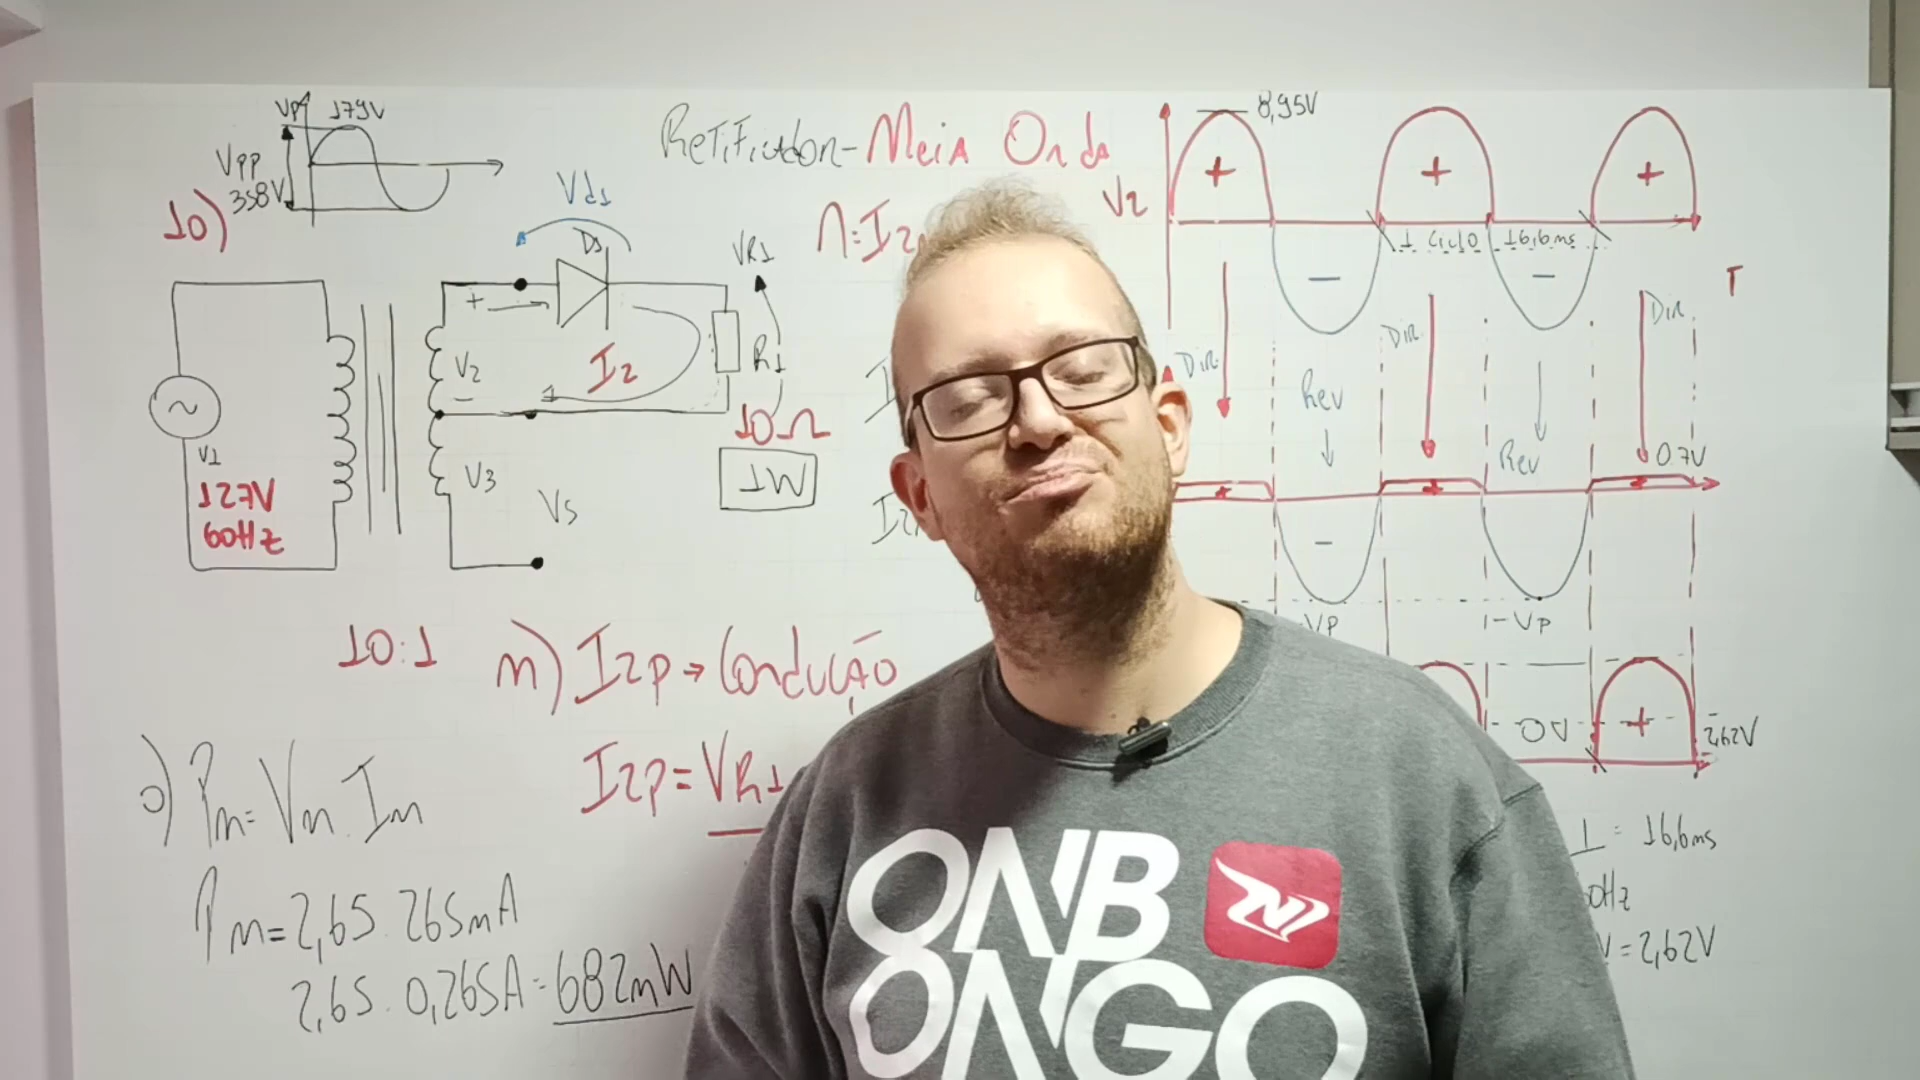 Retificador - Meia Onda
VP 179V
VPP
358V
10)
Vd1
D1
VR1
+
V2
-
I2
R1
10Ω
1W
V1
127V
60Hz
V3
Vs
10:1
n:I2
8,95V
V2
+
+
+
-
-
1 ciclo
16,6ms
T
Dir.
Dir.
Dir.
Rev
Rev
0.7V
+
+
+
-
-
VP
-VP
0V
+
2,62V
m) I2p → Condução
I2p = VR1
o) Pm = Vm . Im
Pm = 2,65 . 265mA
2,65 . 0,265A = 682mW
1 = 16,6ms
60Hz
V = 2,62V
ONB
ONGO
N